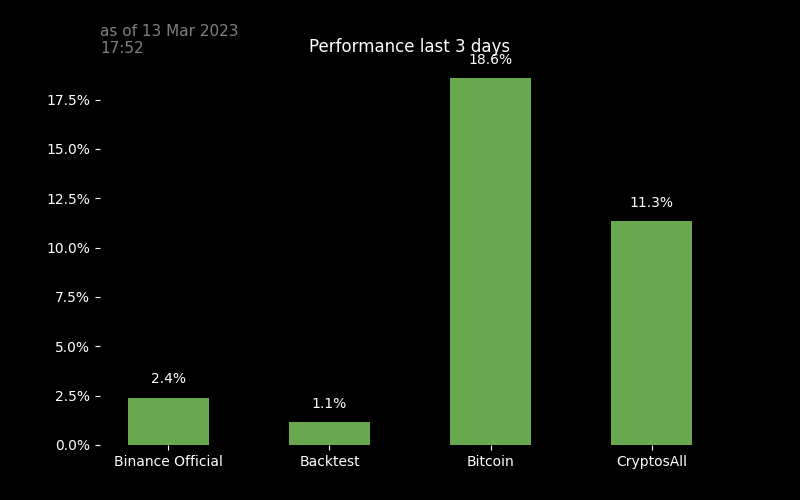 as of 13 Mar 2023
17:52
Performance last 3 days
18.6%
17.5%
15.0%
12.5%
11.3%
10.0%
7.5%
5.0%
2.4%
2.5%
1.1%
0.0%
Binance Official
Backtest
Bitcoin
CryptosAll